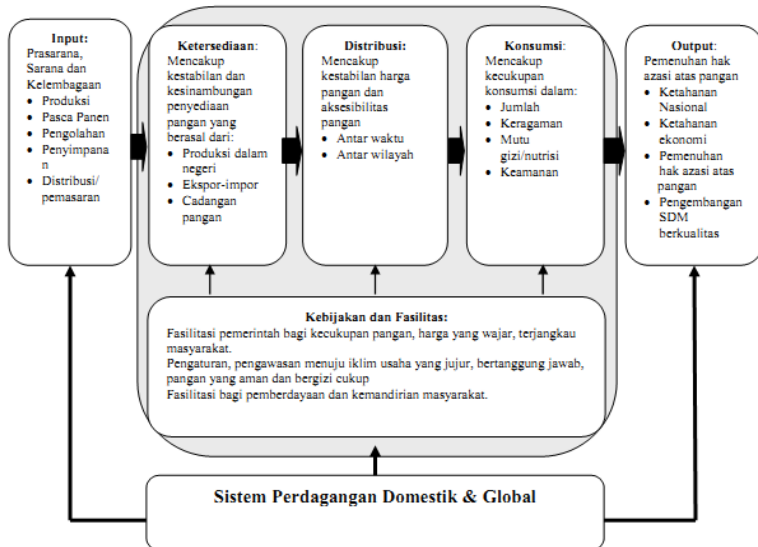 Input:
Prasarana,
Sarana dan
Kelembagaan
• Produksi
• Pasca Panen
• Pengolahan
• Penyimpana
n
• Distribusi/
pemasaran
Ketersediaan:
Mencakup
kestabilan dan
kesinambungan
penyediaan
pangan yang
berasal dari:
• Produksi dalam
negeri
• Ekspor-impor
• Cadangan
pangan
Distribusi:
Mencakup
kestabilan harga
pangan dan
aksesibilitas
pangan
• Antar waktu
• Antar wilayah
Konsumsi:
Mencakup
kecukupan
konsumsi dalam:
• Jumlah
• Keragaman
• Mutu
gizi/nutrisi
• Keamanan
Output:
Pemenuhan hak
azasi atas pangan
• Ketahanan
Nasional
• Ketahanan
ekonomi
• Pemenuhan
hak azasi atas
pangan
• Pengembangan
SDM
berkualitas
Kebijakan dan Fasilitas:
Fasilitasi pemerintah bagi kecukupan pangan, harga yang wajar, terjangkau
masyarakat.
Pengaturan, pengawasan menuju iklim usaha yang jujur, bertanggung jawab,
pangan yang aman dan bergizi cukup
Fasilitasi bagi pemberdayaan dan kemandirian masyarakat.
Sistem Perdagangan Domestik & Global